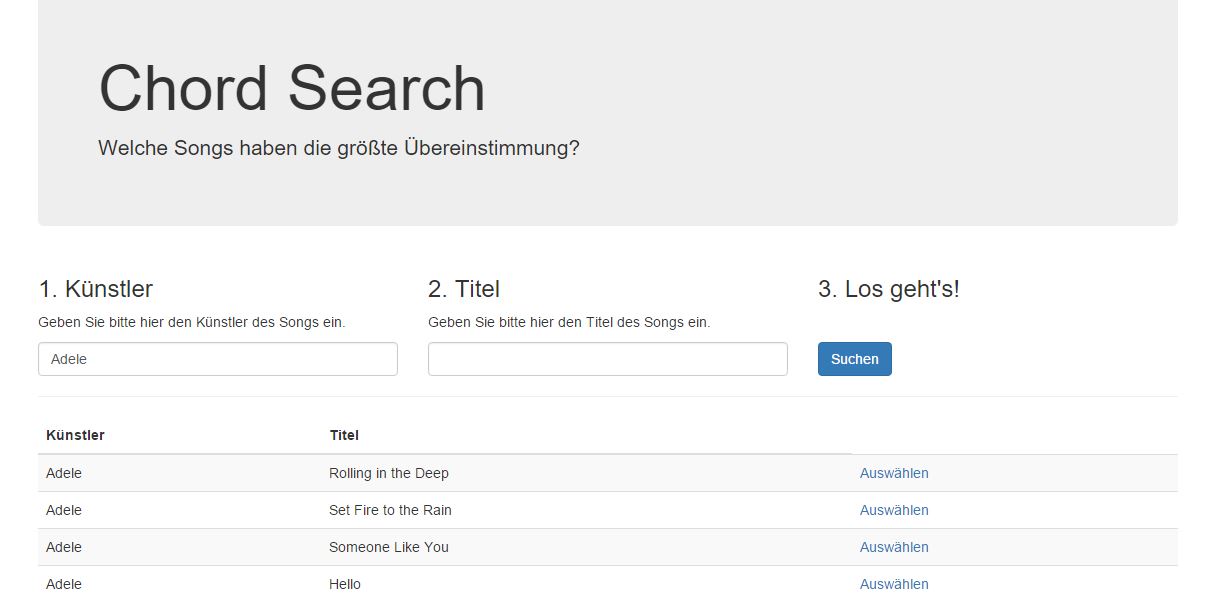 Chord Search
Welche Songs haben die größte Übereinstimmung?
1. Künstler
Geben Sie bitte hier den Künstler des Songs ein.
Adele
2. Titel
Geben Sie bitte hier den Titel des Songs ein.
3. Los geht's!
Suchen
Künstler Titel
Adele Rolling in the Deep Auswählen
Adele Set Fire to the Rain Auswählen
Adele Someone Like You Auswählen
Adele Hello Auswählen